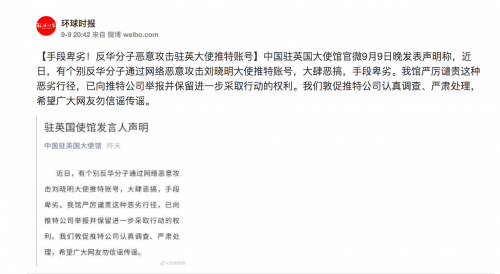 环球时报
9-9 20:42 来自 微博 weibo.com
【手段卑劣！反华分子恶意攻击驻英大使推特账号】中国驻英国大使馆官微9月9日晚发表声明称，近
日，有个别反华分子通过网络恶意攻击刘晓明大使推特账号，大肆恶搞，手段卑劣。我馆严厉谴责这种
恶劣行径，已向推特公司举报并保留进一步采取行动的权利。我们敦促推特公司认真调查、严肃处理，
希望广大网友勿信谣传谣。
驻英国使馆发言人声明
中国驻英国大使馆 昨天
近日，有个别反华分子通过网络恶意攻
击刘晓明大使推特账号，大肆恶搞，手段
卑劣。我馆严厉谴责这种恶劣行径，已向
推特公司举报并保留进一步采取行动的权
利。我们敦促推特公司认真调查、严肃处
理，希望广大网友勿信谣传谣。